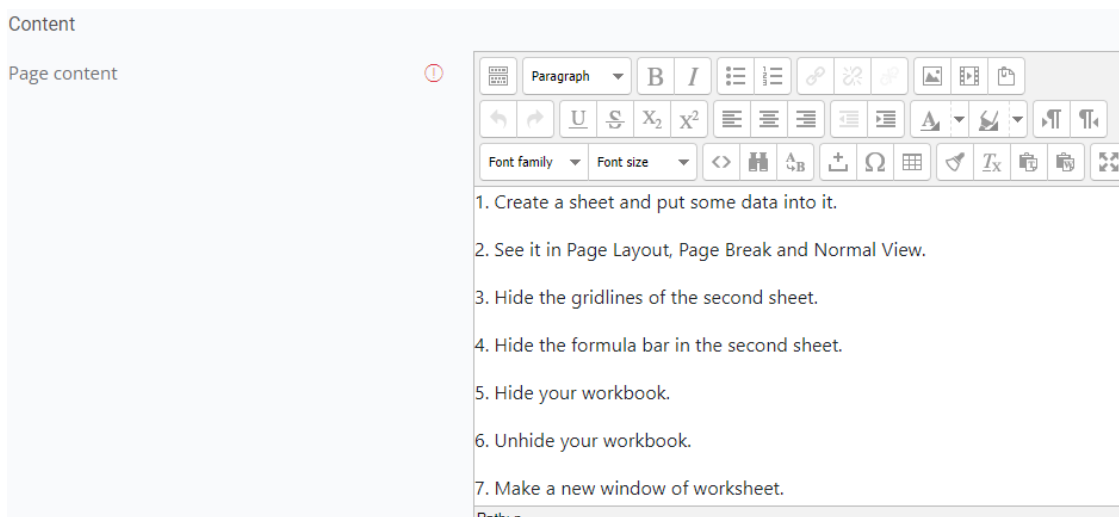 Content
Page content
Paragraph
B I
U S X₂ X²
Font family
Font size
1. Create a sheet and put some data into it.
2. See it in Page Layout, Page Break and Normal View.
3. Hide the gridlines of the second sheet.
4. Hide the formula bar in the second sheet.
5. Hide your workbook.
6. Unhide your workbook.
7. Make a new window of worksheet.